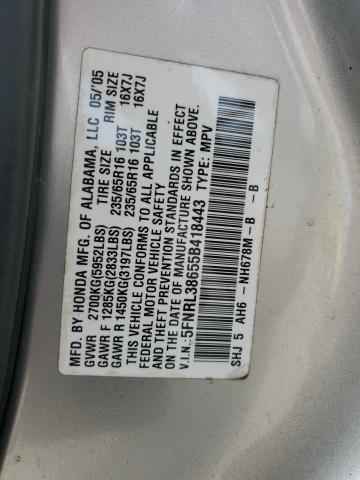 MFD. BY HONDA MFG. OF ALABAMA, LLC 05/'05
TIRE SIZE RIM SIZE
GVWR 2700KG(5952LBS)
GAWR F 1285KG(2833LBS) 235/65R16 103T 16X7J
GAWR R 1450KG(3197LBS) 235/65R16 103T 16X7J
THIS VEHICLE CONFORMS TO ALL APPLICABLE
FEDERAL MOTOR VEHICLE SAFETY
STANDARDS IN EFFECT
ON THE DATE OF MANUFACTURE SHOWN ABOVE.
V.I.N.: 5FNRL38655B418443 TYPE: MPV
SHJ 5 AH6 -NH678M- B -B